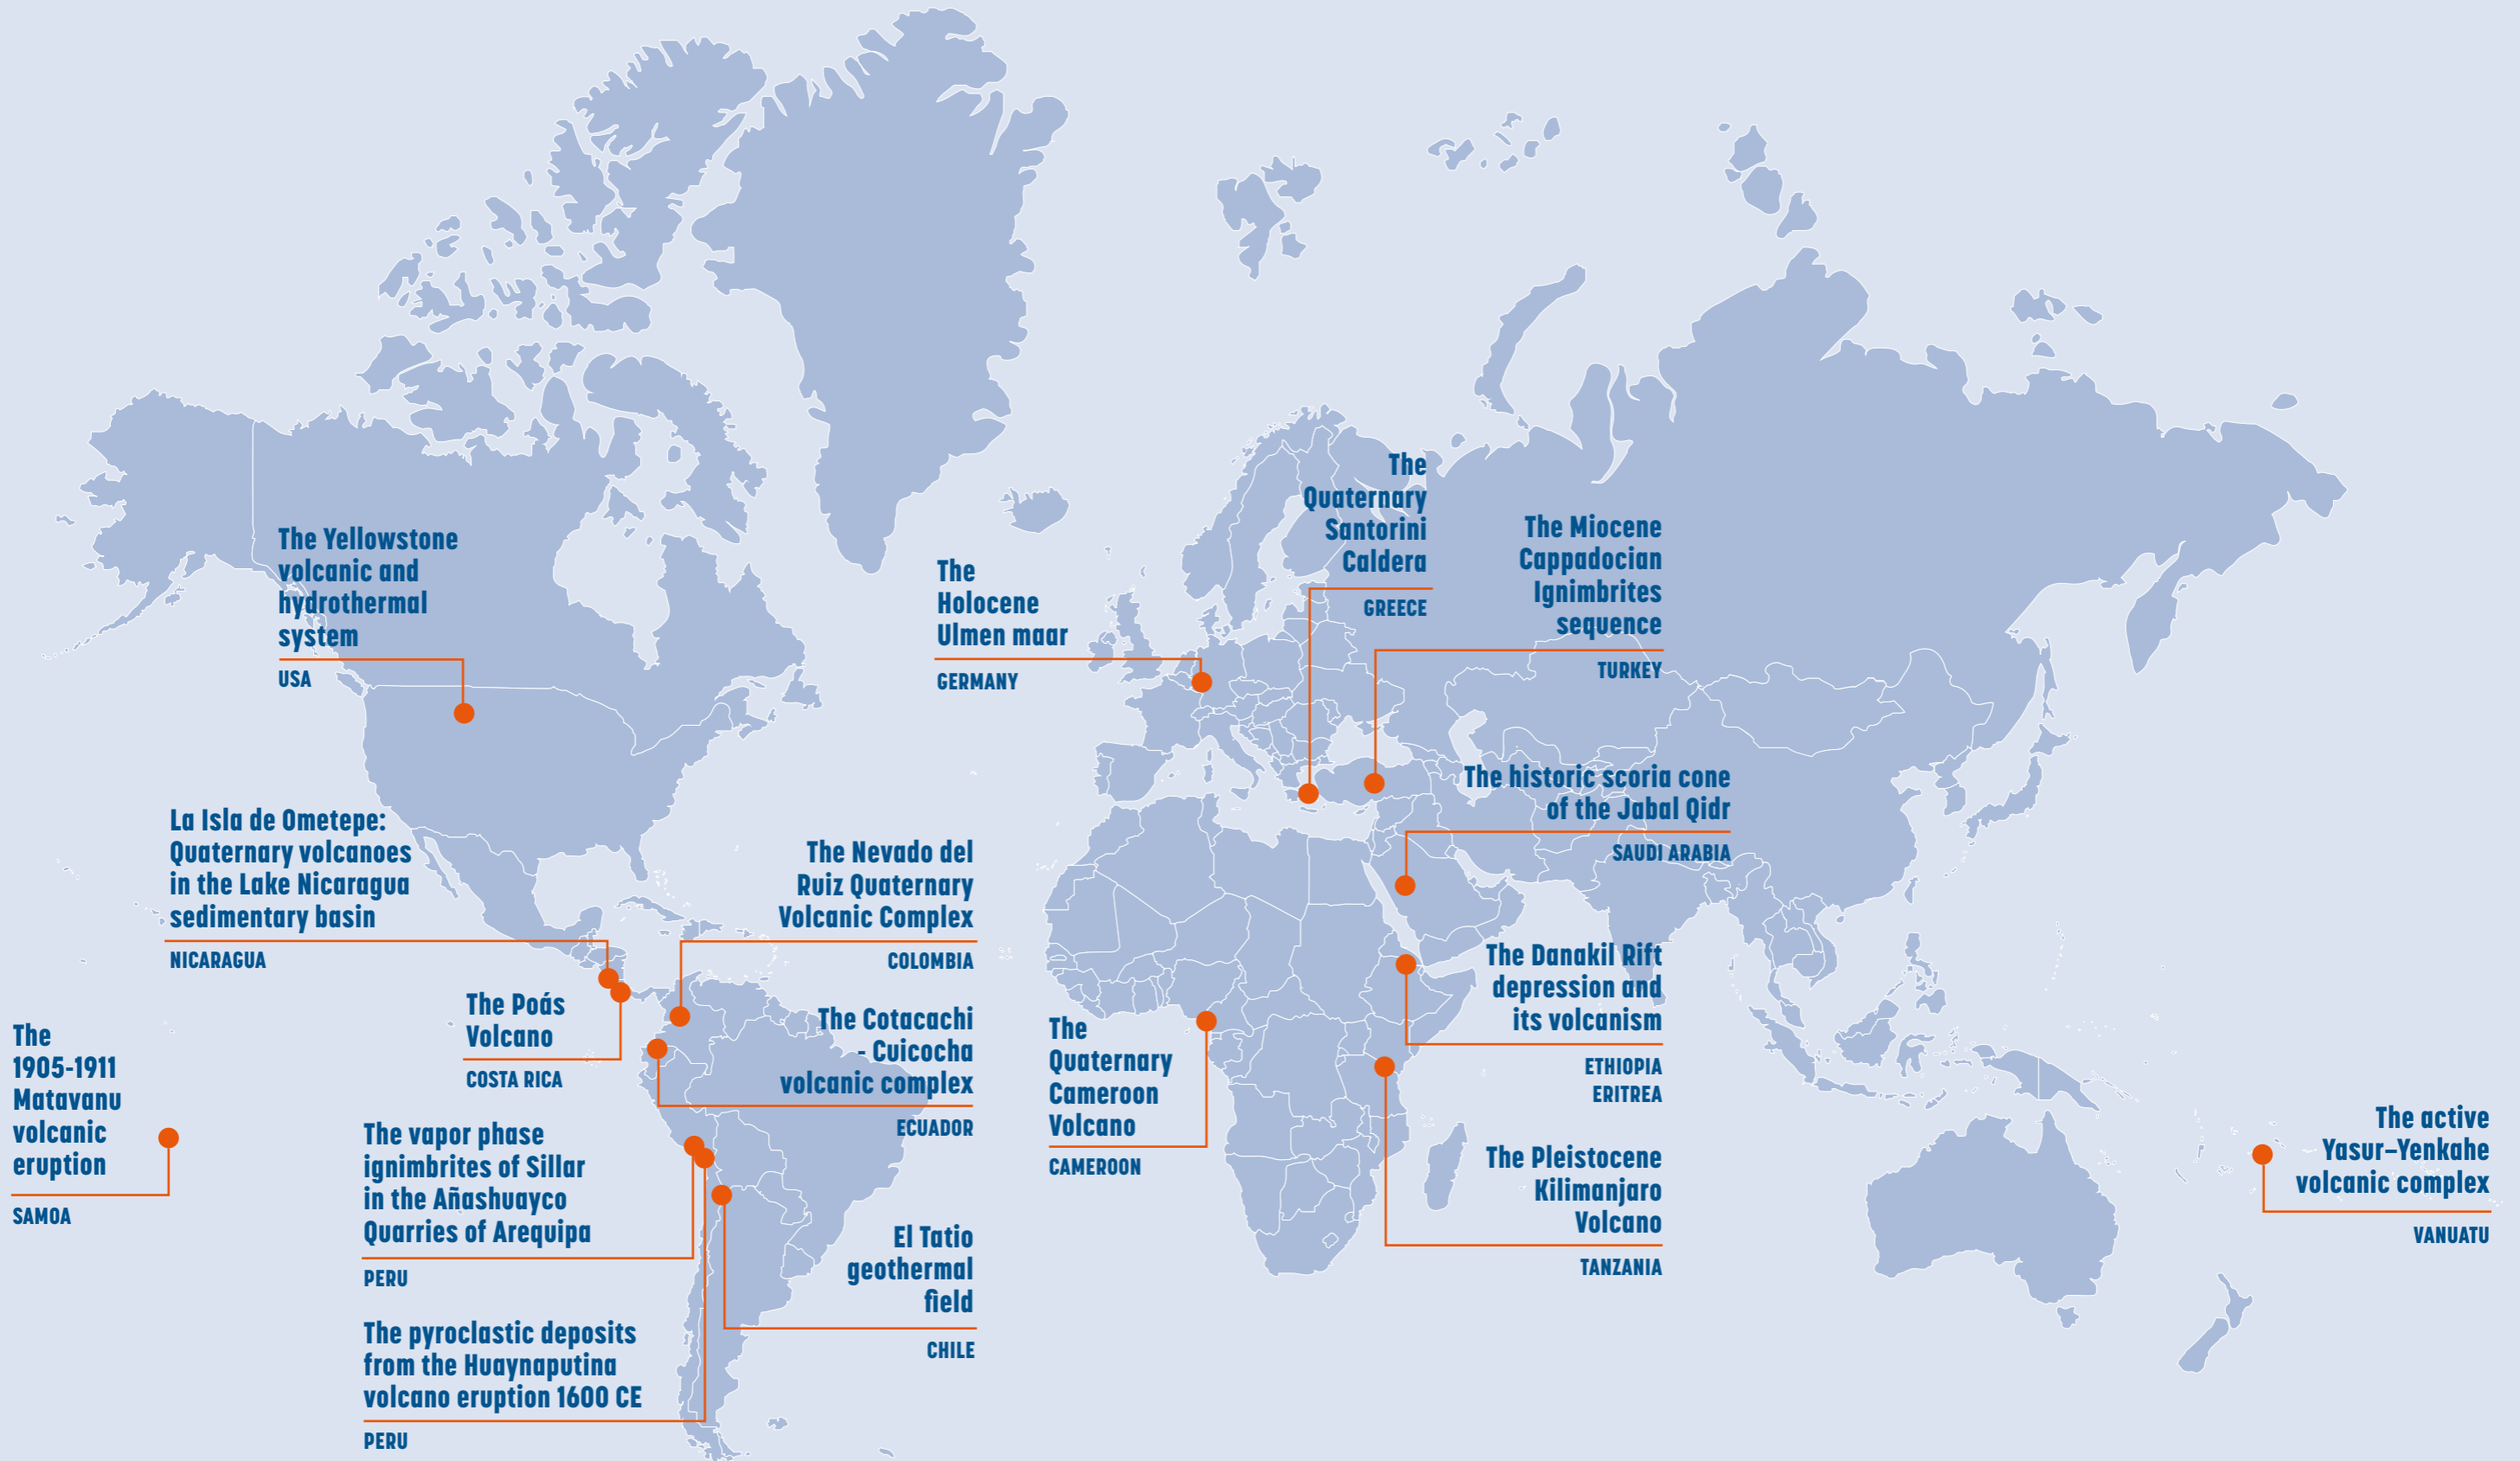 The Yellowstone
volcanic and
hydrothermal
system
USA
The
Holocene
Ulmen maar
GERMANY
The
Quaternary
Santorini
Caldera
GREECE
The Miocene
Cappadocian
Ignimbrites
sequence
TURKEY
The historic scoria cone
of the Jabal Qidr
SAUDI ARABIA
La Isla de Ometepe:
Quaternary volcanoes
in the Lake Nicaragua
sedimentary basin
NICARAGUA
The Nevado del
Ruiz Quaternary
Volcanic Complex
COLOMBIA
The Poás
Volcano
COSTA RICA
The Cotacachi
- Cuicocha
volcanic complex
ECUADOR
The Danakil Rift
depression and
its volcanism
ETHIOPIA
ERITREA
The
Quaternary
Cameroon
Volcano
CAMEROON
The
1905-1911
Matavanu
volcanic
eruption
SAMOA
The vapor phase
ignimbrites of Sillar
in the Añashuayco
Quarries of Arequipa
PERU
The Pleistocene
Kilimanjaro
Volcano
TANZANIA
The active
Yasur–Yenkahe
volcanic complex
VANUATU
El Tatio
geothermal
field
CHILE
The pyroclastic deposits
from the Huaynaputina
volcano eruption 1600 CE
PERU